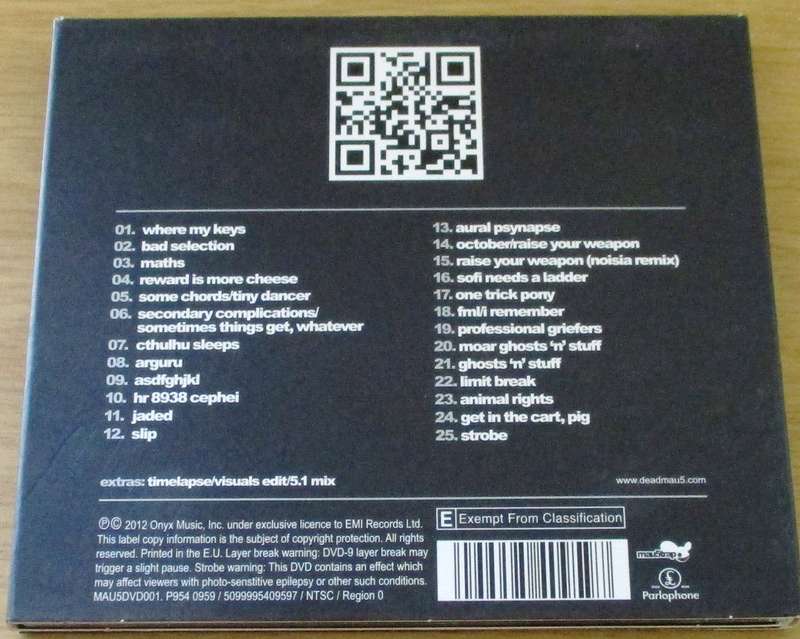 01. where my keys
02. bad selection
03. maths
04. reward is more cheese
05. some chords/tiny dancer
06. secondary complications/
sometimes things get, whatever
07. cthulhu sleeps
08. arguru
09. asdfghjkl
10. hr 8938 cephei
11. jaded
12. slip
13. aural psynapse
14. october/raise your weapon
15. raise your weapon (noisia remix)
16. sofi needs a ladder
17. one trick pony
18. fml/i remember
19. professional griefers
20. moar ghosts ‘n’ stuff
21. ghosts ‘n’ stuff
22. limit break
23. animal rights
24. get in the cart, pig
25. strobe
extras: timelapse/visuals edit/5.1 mix
www.deadmau5.com
℗© 2012 Onyx Music, Inc. under exclusive licence to EMI Records Ltd.
This label copy information is the subject of copyright protection. All rights
reserved. Printed in the E.U. Layer break warning: DVD-9 layer break may
trigger a slight pause. Strobe warning: This DVD contains an effect which
may affect viewers with photo-sensitive epilepsy or other such conditions.
MAU5DVD001. P954 0959 / 5099995409597 / NTSC / Region 0
E Exempt From Classification
mau5trap
£
Parlophone